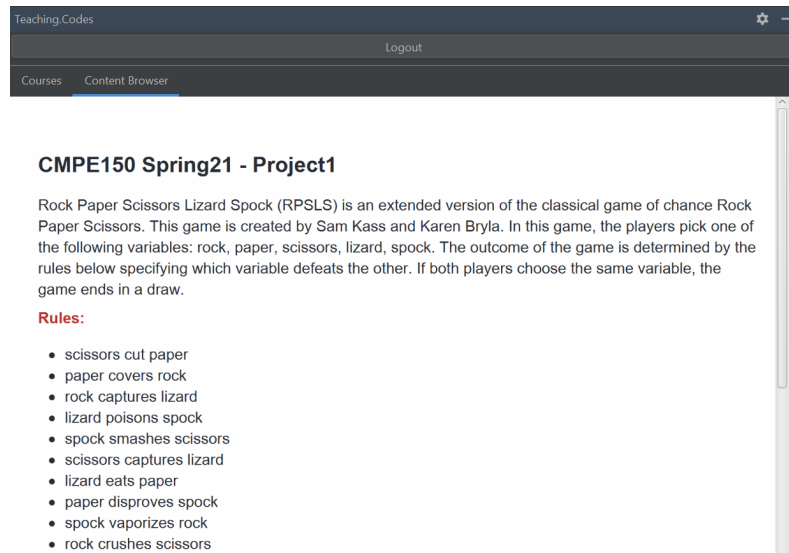 Teaching.Codes
Logout
Courses Content Browser
CMPE150 Spring21 - Project1
Rock Paper Scissors Lizard Spock (RPSLS) is an extended version of the classical game of chance Rock
Paper Scissors. This game is created by Sam Kass and Karen Bryla. In this game, the players pick one of
the following variables: rock, paper, scissors, lizard, spock. The outcome of the game is determined by the
rules below specifying which variable defeats the other. If both players choose the same variable, the
game ends in a draw.
Rules:
• scissors cut paper
• paper covers rock
• rock captures lizard
• lizard poisons spock
• spock smashes scissors
• scissors captures lizard
• lizard eats paper
• paper disproves spock
• spock vaporizes rock
• rock crushes scissors